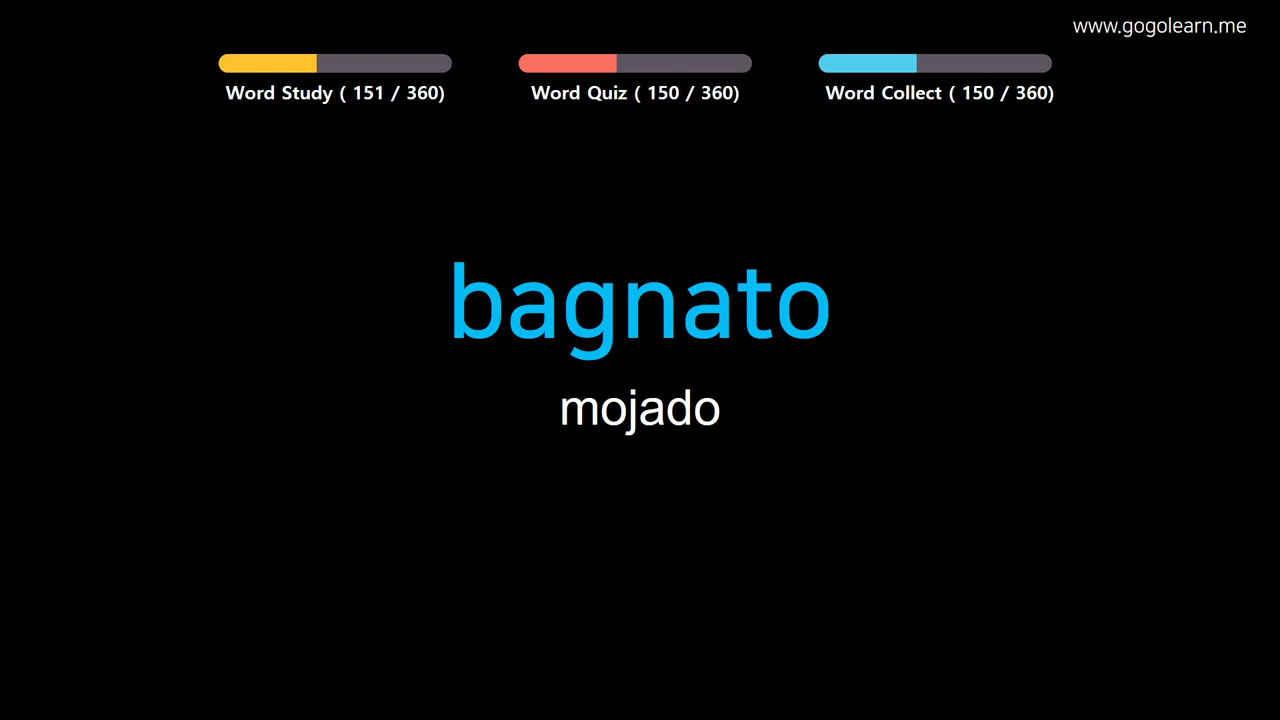 www.gogolearn.me
Word Study ( 151 / 360)
Word Quiz ( 150 / 360)
Word Collect ( 150 / 360)
bagnato
mojado